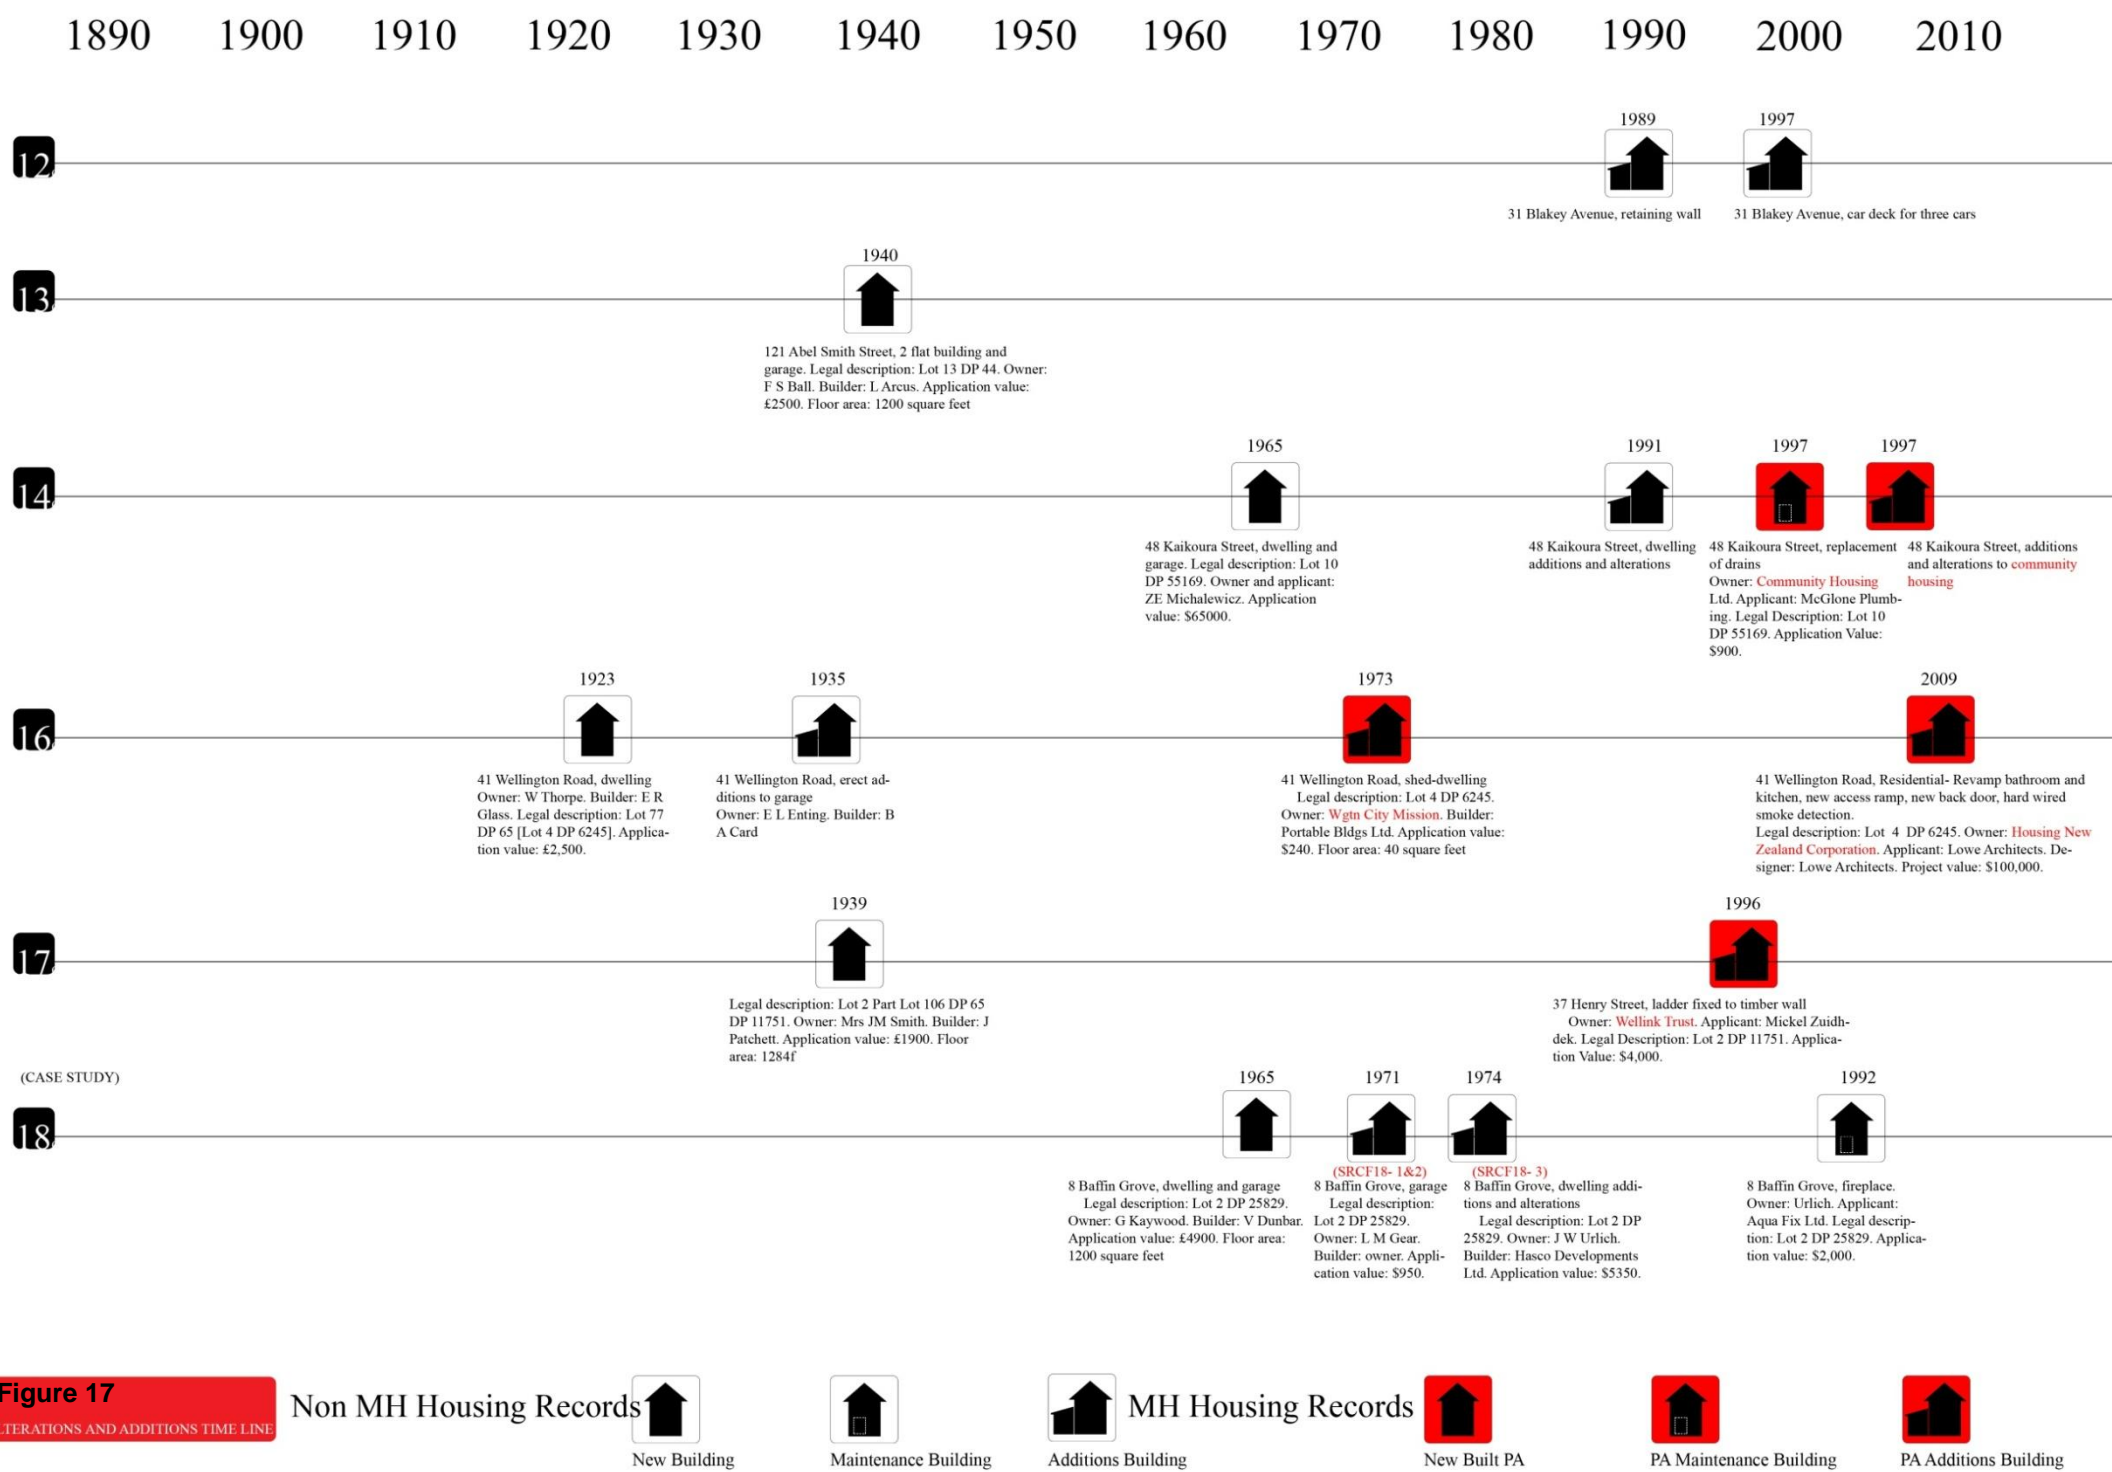 1890 1900 1910 1920 1930 1940 1950 1960 1970 1980 1990 2000 2010
1989 1997
12
31 Blakey Avenue, retaining wall
31 Blakey Avenue, car deck for three cars
1940
13
121 Abel Smith Street, 2 flat building and
garage. Legal description: Lot 13 DP 44. Owner:
F S Ball. Builder: L Arcus. Application value:
£2500. Floor area: 1200 square feet
1965 1991 1997 1997
14
48 Kaikoura Street, dwelling and
garage. Legal description: Lot 10
DP 55169. Owner and applicant:
ZE Michalewicz. Application
value: $65000.
48 Kaikoura Street, dwelling
additions and alterations
48 Kaikoura Street, replacement
of drains
Owner: Community Housing
Ltd. Applicant: McGlone Plumb-
ing. Legal Description: Lot 10
DP 55169. Application Value:
$900.
48 Kaikoura Street, additions
and alterations to community
housing
1923 1935 1973 2009
16
41 Wellington Road, dwelling
Owner: W Thorpe. Builder: E R
Glass. Legal description: Lot 77
DP 65 [Lot 4 DP 6245]. Applica-
tion value: £2,500.
41 Wellington Road, erect ad-
ditions to garage
Owner: E L Enting. Builder: B
A Card
41 Wellington Road, shed-dwelling
Legal description: Lot 4 DP 6245.
Owner: Wgtn City Mission. Builder:
Portable Bldgs Ltd. Application value:
$240. Floor area: 40 square feet
41 Wellington Road, Residential- Revamp bathroom and
kitchen, new access ramp, new back door, hard wired
smoke detection.
Legal description: Lot 4 DP 6245. Owner: Housing New
Zealand Corporation. Applicant: Lowe Architects. De-
signer: Lowe Architects. Project value: $100,000.
1939 1996
17
Legal description: Lot 2 Part Lot 106 DP 65
DP 11751. Owner: Mrs JM Smith. Builder: J
Patchett. Application value: £1900. Floor
area: 1284f
37 Henry Street, ladder fixed to timber wall
Owner: Wellink Trust. Applicant: Mickel Zuidh-
dek. Legal Description: Lot 2 DP 11751. Applica-
tion Value: $4,000.
(CASE STUDY)
1965 1971 1974 1992
18
8 Baffin Grove, dwelling and garage
Legal description: Lot 2 DP 25829.
Owner: G Kaywood. Builder: V Dunbar.
Application value: £4900. Floor area:
1200 square feet
(SRCF18- 1&2)
8 Baffin Grove, garage
Legal description:
Lot 2 DP 25829.
Owner: L M Gear.
Builder: owner. Appli-
cation value: $950.
(SRCF18- 3)
8 Baffin Grove, dwelling addi-
tions and alterations
Legal description: Lot 2 DP
25829. Owner: J W Urlich.
Builder: Hasco Developments
Ltd. Application value: $5350.
8 Baffin Grove, fireplace.
Owner: Urlich. Applicant:
Aqua Fix Ltd. Legal descrip-
tion: Lot 2 DP 25829. Applica-
tion value: $2,000.
Figure 17
LTERATIONS AND ADDITIONS TIME LINE
Non MH Housing Records
New Building
Maintenance Building
Additions Building
MH Housing Records
New Built PA
PA Maintenance Building
PA Additions Building